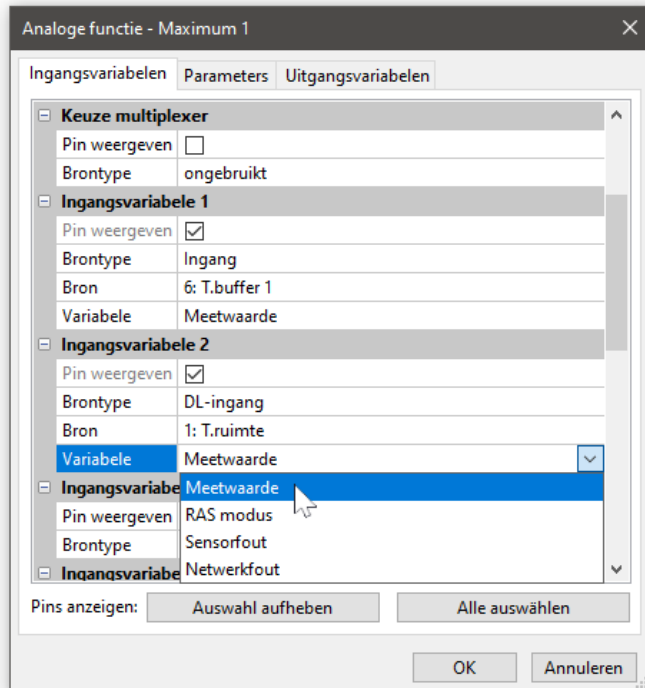 Analoge functie - Maximum 1
Ingangsvariabelen Parameters Uitgangsvariabelen
Keuze multiplexer
Pin weergeven
Brontype ongebruikt
Ingangsvariabele 1
Pin weergeven
Brontype Ingang
Bron 6: T.buffer 1
Variabele Meetwaarde
Ingangsvariabele 2
Pin weergeven
Brontype DL-ingang
Bron 1: T.ruimte
Variabele Meetwaarde
Ingangsvariabe Meetwaarde
Pin weergeven RAS modus
Brontype Sensorfout
Ingangsvariabe Netwerkfout
Pins anzeigen: Auswahl aufheben Alle auswählen
OK Annuleren